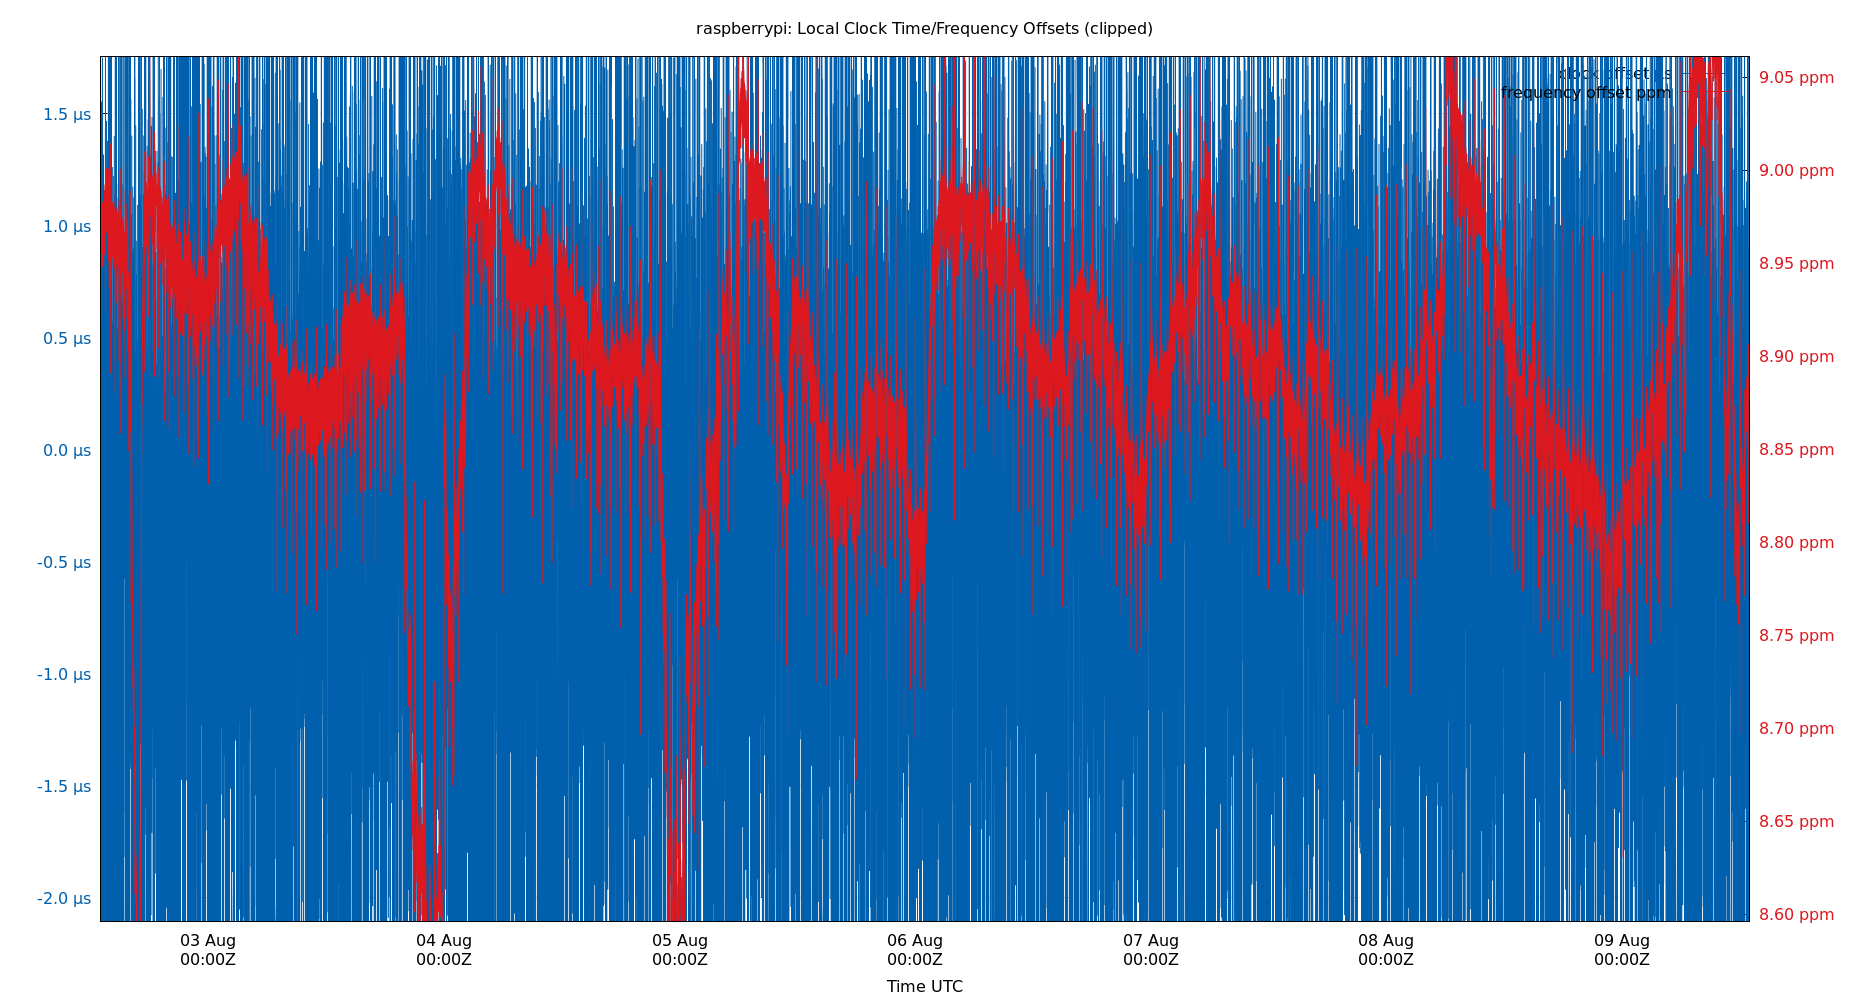 raspberrypi: Local Clock Time/Frequency Offsets (clipped)
clock offset µs
frequency offset ppm
1.5 µs
1.0 µs
0.5 µs
0.0 µs
-0.5 µs
-1.0 µs
-1.5 µs
-2.0 µs
9.05 ppm
9.00 ppm
8.95 ppm
8.90 ppm
8.85 ppm
8.80 ppm
8.75 ppm
8.70 ppm
8.65 ppm
8.60 ppm
03 Aug 04 Aug 05 Aug 06 Aug 07 Aug 08 Aug 09 Aug
00:00Z 00:00Z 00:00Z 00:00Z 00:00Z 00:00Z 00:00Z
Time UTC